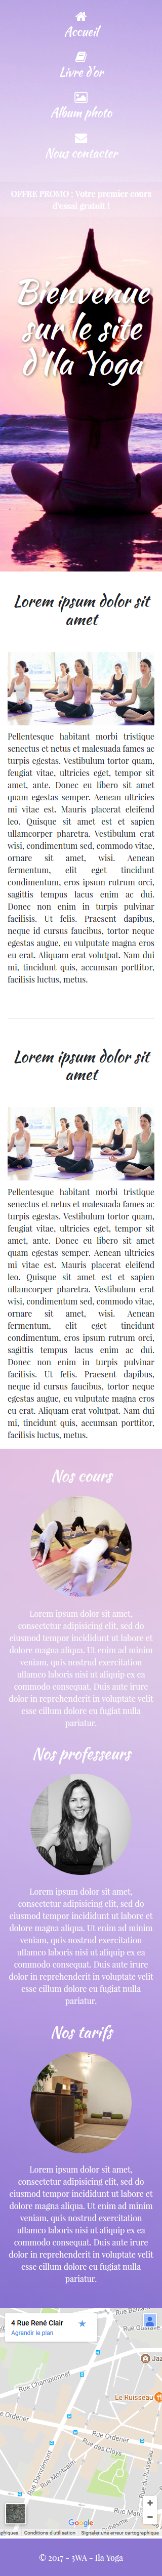 Accueil
Livre d'or
Album photo
Nous contacter
OFFRE PROMO : Votre premier cours
d'essai gratuit !
Bienvenue
sur le site
d'Ila Yoga
Lorem ipsum dolor sit
amet
Pellentesque habitant morbi tristique
senectus et netus et malesuada fames ac
turpis egestas. Vestibulum tortor quam,
feugiat vitae, ultricies eget, tempor sit
amet, ante. Donec eu libero sit amet
quam egestas semper. Aenean ultricies
mi vitae est. Mauris placerat eleifend
leo. Quisque sit amet est et sapien
ullamcorper pharetra. Vestibulum erat
wisi, condimentum sed, commodo vitae,
ornare sit amet, wisi. Aenean
fermentum, elit eget tincidunt
condimentum, eros ipsum rutrum orci,
sagittis tempus lacus enim ac dui.
Donec non enim in turpis pulvinar
facilisis. Ut felis. Praesent dapibus,
neque id cursus faucibus, tortor neque
egestas augue, eu vulputate magna eros
eu erat. Aliquam erat volutpat. Nam dui
mi, tincidunt quis, accumsan porttitor,
facilisis luctus, metus.
Lorem ipsum dolor sit
amet
Pellentesque habitant morbi tristique
senectus et netus et malesuada fames ac
turpis egestas. Vestibulum tortor quam,
feugiat vitae, ultricies eget, tempor sit
amet, ante. Donec eu libero sit amet
quam egestas semper. Aenean ultricies
mi vitae est. Mauris placerat eleifend
leo. Quisque sit amet est et sapien
ullamcorper pharetra. Vestibulum erat
wisi, condimentum sed, commodo vitae,
ornare sit amet, wisi. Aenean
fermentum, elit eget tincidunt
condimentum, eros ipsum rutrum orci,
sagittis tempus lacus enim ac dui.
Donec non enim in turpis pulvinar
facilisis. Ut felis. Praesent dapibus,
neque id cursus faucibus, tortor neque
egestas augue, eu vulputate magna eros
eu erat. Aliquam erat volutpat. Nam dui
mi, tincidunt quis, accumsan porttitor,
facilisis luctus, metus.
Nos cours
Lorem ipsum dolor sit amet,
consectetur adipisicing elit, sed do
eiusmod tempor incididunt ut labore et
dolore magna aliqua. Ut enim ad minim
veniam, quis nostrud exercitation
ullamco laboris nisi ut aliquip ex ea
commodo consequat. Duis aute irure
dolor in reprehenderit in voluptate velit
esse cillum dolore eu fugiat nulla
pariatur.
Nos professeurs
Lorem ipsum dolor sit amet,
consectetur adipisicing elit, sed do
eiusmod tempor incididunt ut labore et
dolore magna aliqua. Ut enim ad minim
veniam, quis nostrud exercitation
ullamco laboris nisi ut aliquip ex ea
commodo consequat. Duis aute irure
dolor in reprehenderit in voluptate velit
esse cillum dolore eu fugiat nulla
pariatur.
Nos tarifs
Lorem ipsum dolor sit amet,
consectetur adipisicing elit, sed do
eiusmod tempor incididunt ut labore et
dolore magna aliqua. Ut enim ad minim
veniam, quis nostrud exercitation
ullamco laboris nisi ut aliquip ex ea
commodo consequat. Duis aute irure
dolor in reprehenderit in voluptate velit
esse cillum dolore eu fugiat nulla
pariatur.
4 Rue René Clair
Agrandir le plan
Le Ruisseau
Rue Championnet
Rue Ordener
Rue Ordener
Google
Conditions d'utilisation
Signaler une erreur cartographique
© 2017 - 3WA - Ila Yoga